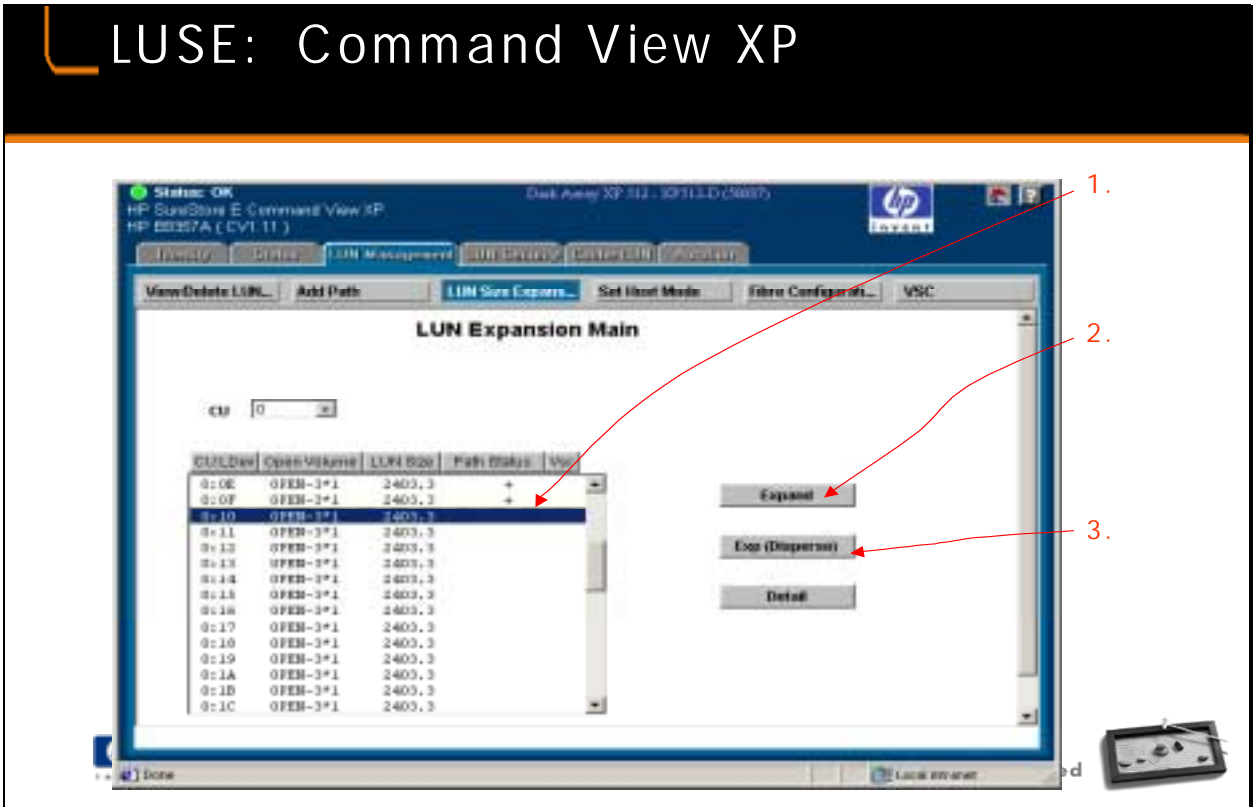 LUSE: Command View XP
Status: OK
HP SureStore E Command View XP
hp
invent
LUN Management
View/Delete LUN...
Add Path
LUN Size Expans...
Set Host Mode
Fibre Configurati...
VSC
LUN Expansion Main
CU 0
CU:LDev Open Volume LUN Size Path Status
0:0E OPEN-3*1 2403.3 +
0:0F OPEN-3*1 2403.3 +
0:10 OPEN-3*1 2403.3
0:11 OPEN-3*1 2403.3
0:12 OPEN-3*1 2403.3
0:13 OPEN-3*1 2403.3
0:14 OPEN-3*1 2403.3
0:15 OPEN-3*1 2403.3
0:16 OPEN-3*1 2403.3
0:17 OPEN-3*1 2403.3
0:18 OPEN-3*1 2403.3
0:19 OPEN-3*1 2403.3
0:1A OPEN-3*1 2403.3
0:1B OPEN-3*1 2403.3
0:1C OPEN-3*1 2403.3
Expand
Exp (Disperse)
Detail
1.
2.
3.
Done
Local intranet
ed